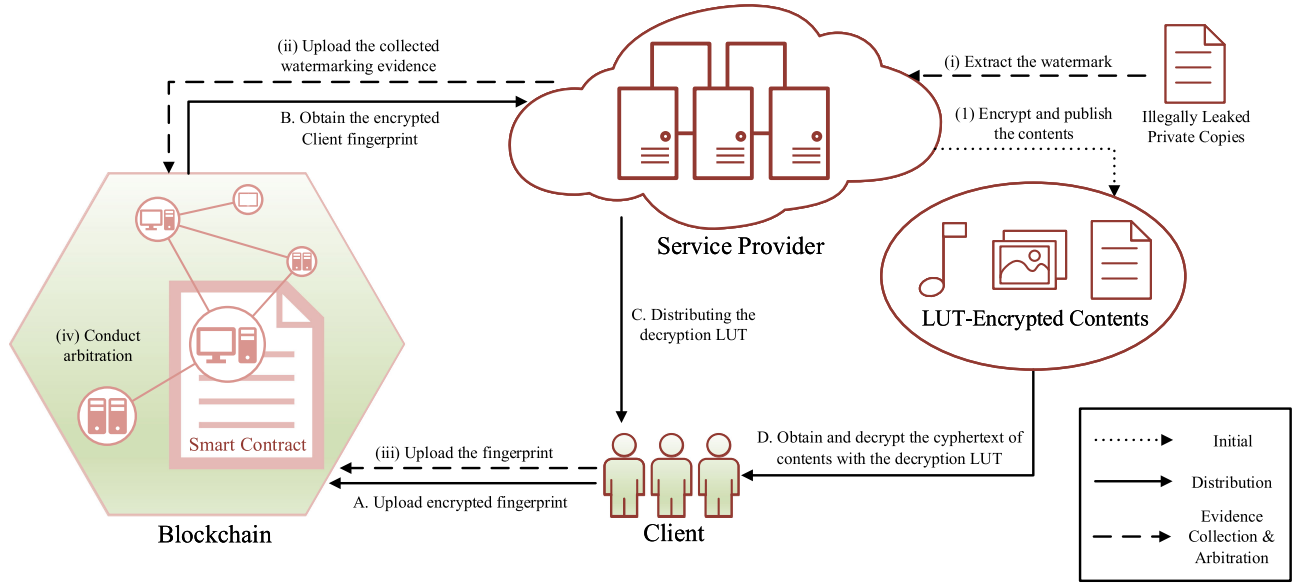 (ii) Upload the collected
watermarking evidence
B. Obtain the encrypted
Client fingerprint
(i) Extract the watermark
Illegally Leaked
Private Copies
(1) Encrypt and publish
the contents
Service Provider
LUT-Encrypted Contents
C. Distributing the
decryption LUT
(iv) Conduct
arbitration
Smart Contract
Blockchain
(iii) Upload the fingerprint
A. Upload encrypted fingerprint
Client
D. Obtain and decrypt the cyphertext of
contents with the decryption LUT
Initial
Distribution
Evidence
Collection &
Arbitration